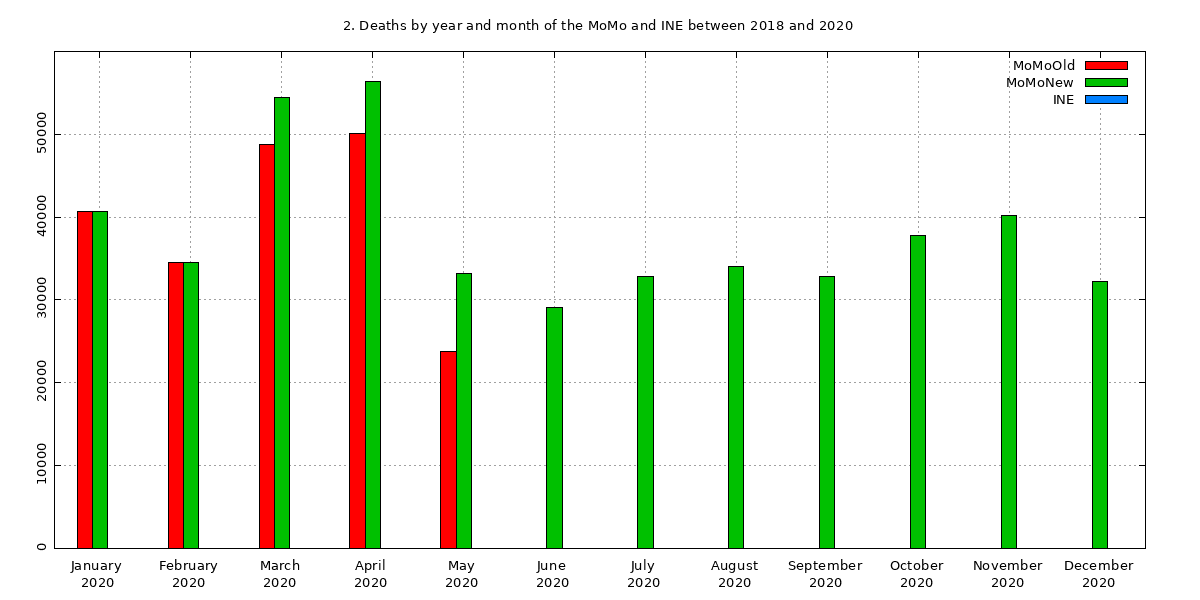 2. Deaths by year and month of the MoMo and INE between 2018 and 2020
MoMoOld
MoMoNew
INE
50000
40000
30000
20000
10000
0
January February March April May June July August September October November December
2020 2020 2020 2020 2020 2020 2020 2020 2020 2020 2020 2020